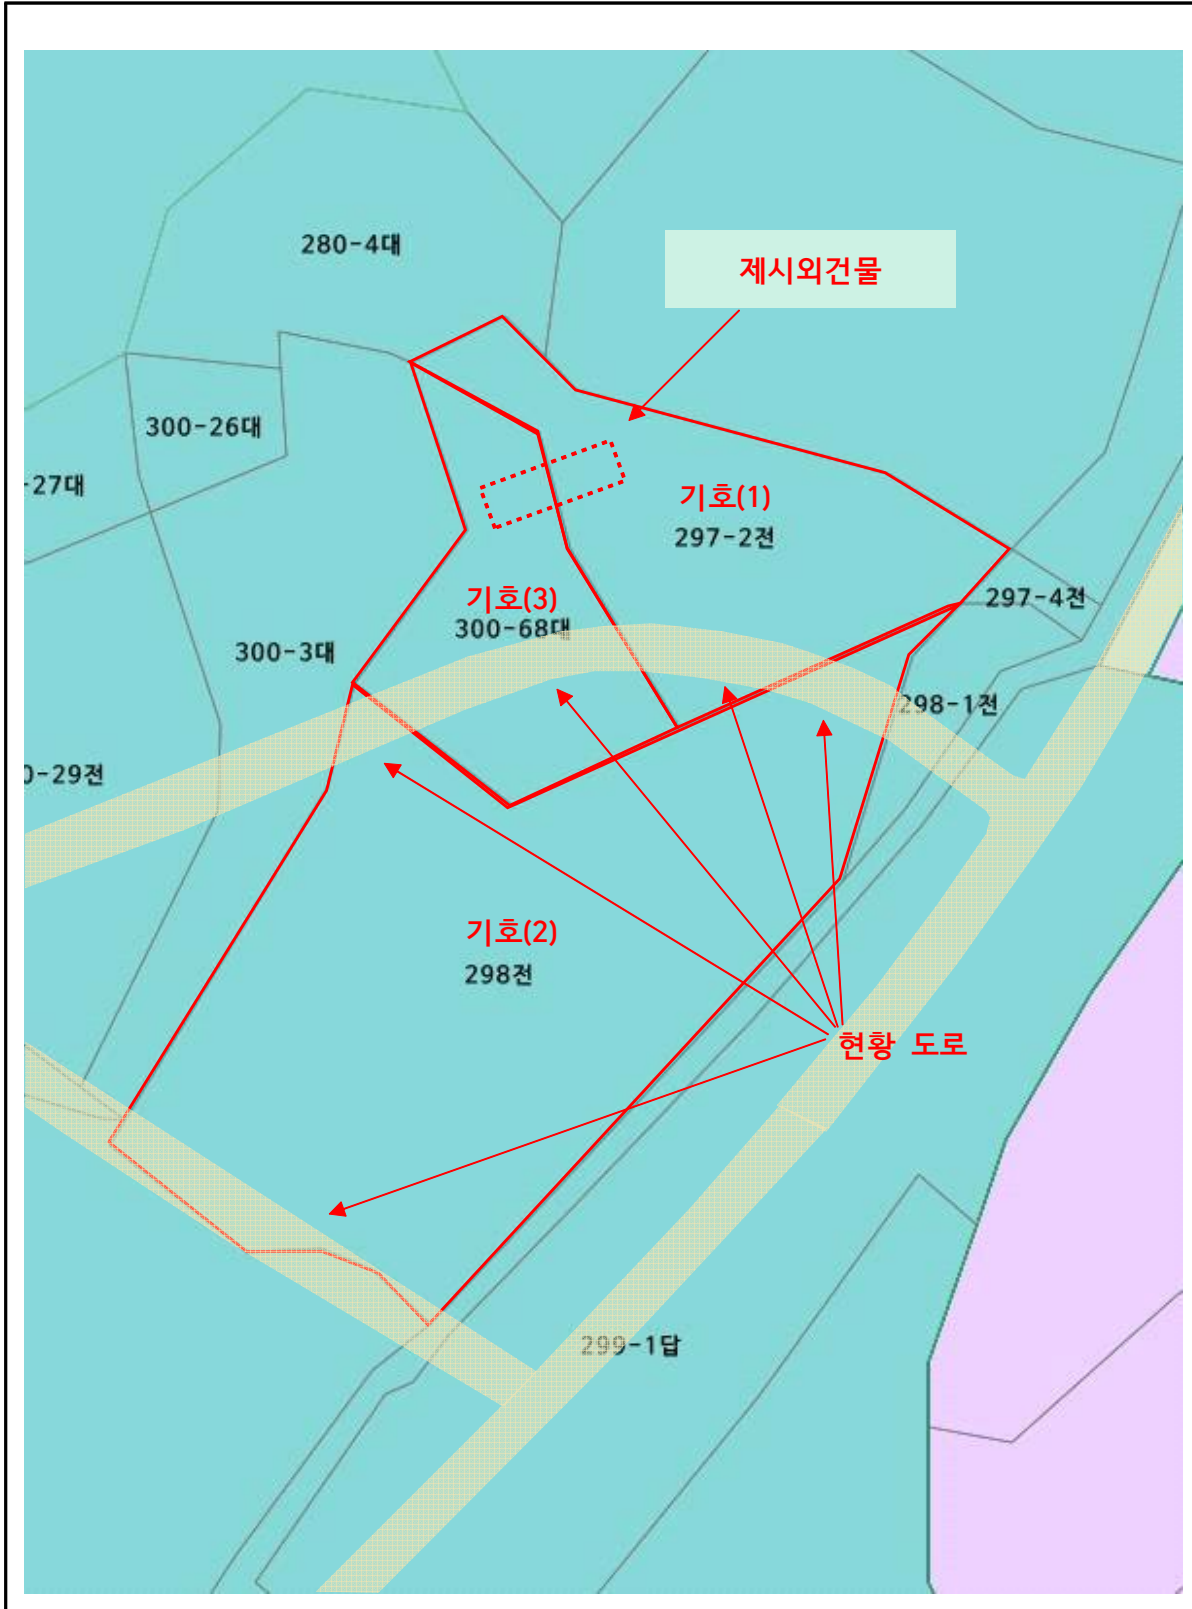 280-4대
제시외건물
300-26대
-27대
기호(1)
297-2전
기호(3)
300-68대
297-4전
300-3대
298-1전
0-29전
기호(2)
298전
현황 도로
299-1답